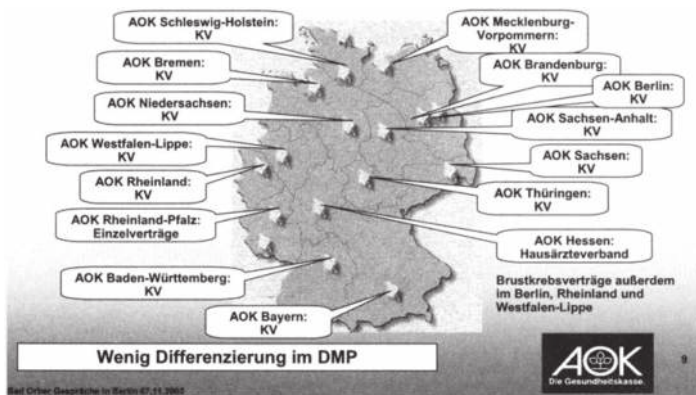 AOK Schleswig-Holstein:
KV
AOK Mecklenburg-
Vorpommern:
KV
AOK Bremen:
KV
AOK Brandenburg:
KV
AOK Berlin:
KV
AOK Niedersachsen:
KV
AOK Sachsen-Anhalt:
KV
AOK Westfalen-Lippe:
KV
AOK Sachsen:
KV
AOK Rheinland:
KV
AOK Thüringen:
KV
AOK Rheinland-Pfalz:
Einzelverträge
AOK Hessen:
Hausärzteverband
AOK Baden-Württemberg:
KV
Brustkrebsverträge außerdem
im Berlin, Rheinland und
Westfalen-Lippe
AOK Bayern:
KV
Wenig Differenzierung im DMP
AOK
Die Gesundheitskasse.
9
Bad Orber Gespräche in Berlin 07.11.2003